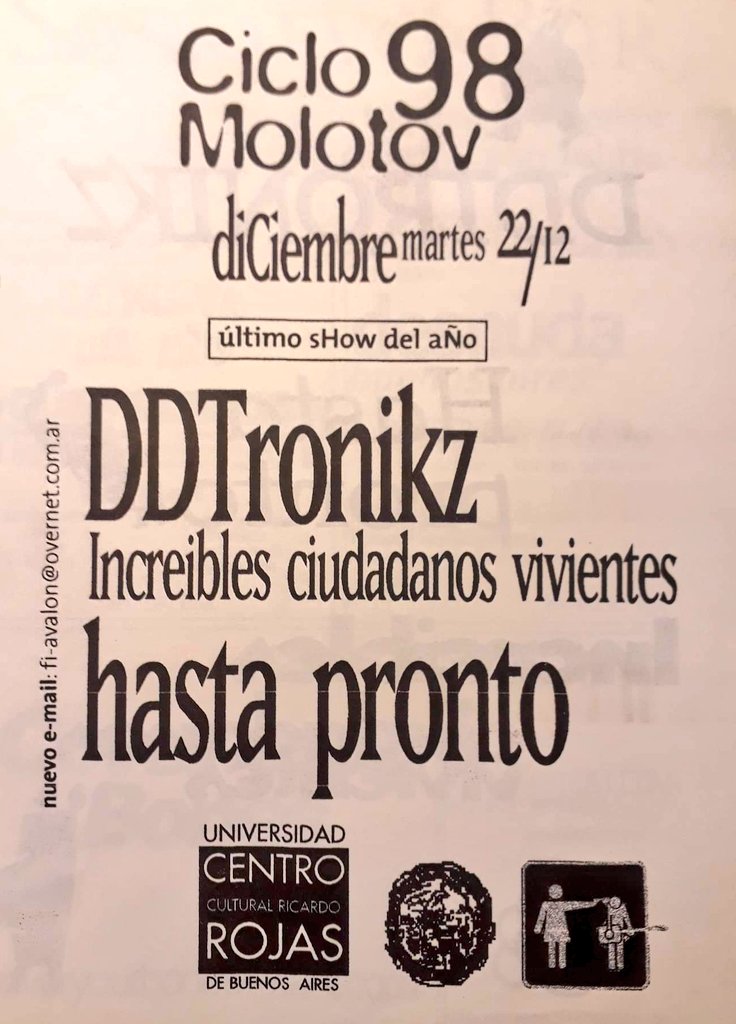 Ciclo 98
Molotov
diCiembre martes 22/12
último sHow del aÑo
DDTronikz
Increibles ciudadanos vivientes
hasta pronto
nuevo e-mail: fi-avalon@overnet.com.ar
UNIVERSIDAD
CENTRO
CULTURAL RICARDO
ROJAS
DE BUENOS AIRES